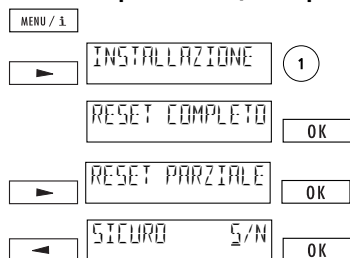 MENU / i
INSTALLAZIONE 1
RESET COMPLETO OK
RESET PARZIALE OK
SICURO S/N OK